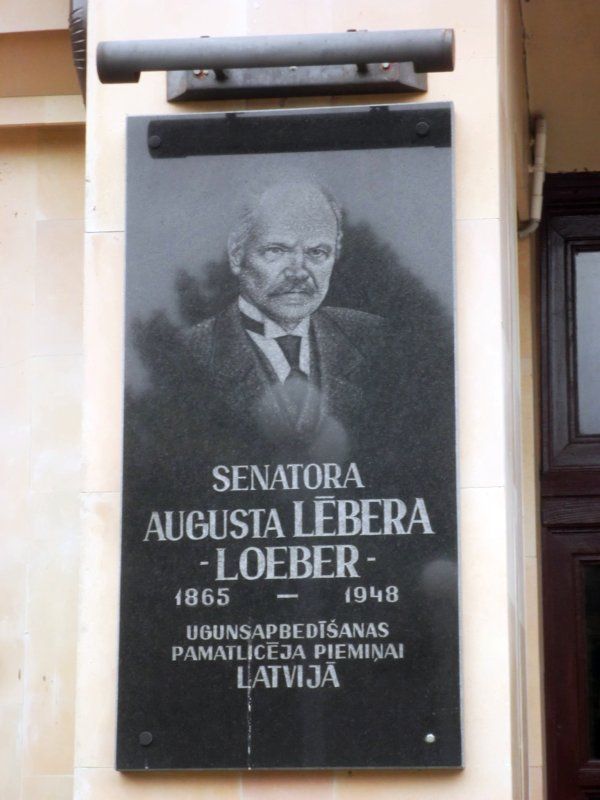 SENATORA
AUGUSTA LĒBERA
- LOEBER -
1865 — 1948
UGUNSAPBEDĪŠANAS
PAMATLICĒJA PIEMIŅAI
LATVIJĀ